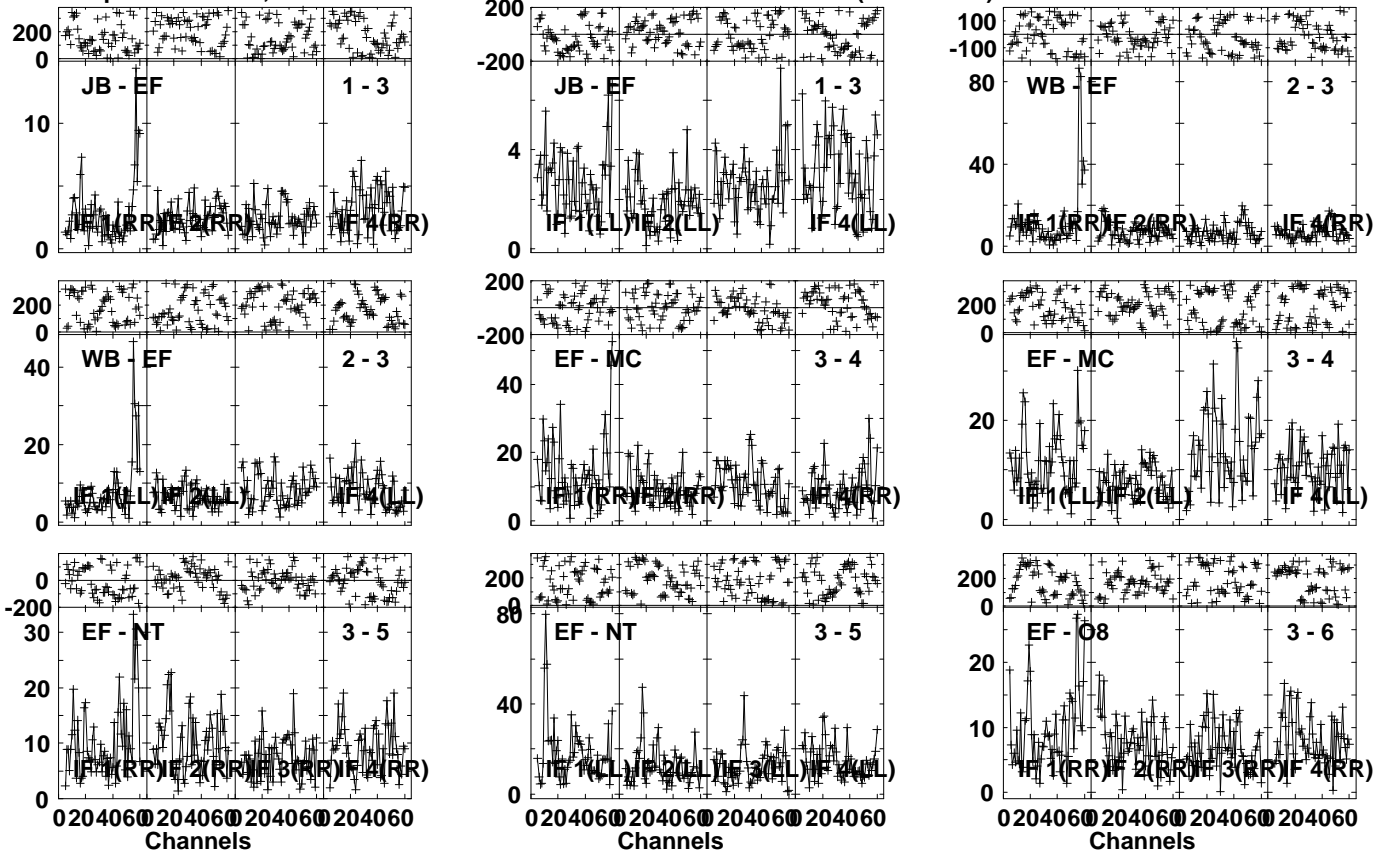 200
0
JB - EF 1 - 3
10
0
IF 1(RR) IF 2(RR) IF 4(RR)
200
-200
JB - EF 1 - 3
4
0
IF 1(LL) IF 2(LL) IF 4(LL)
100
-100
WB - EF 2 - 3
80
40
0
IF 1(RR) IF 2(RR) IF 4(RR)
200
0
WB - EF 2 - 3
40
20
0
IF 1(LL) IF 2(LL) IF 4(LL)
200
-200
EF - MC 3 - 4
40
20
0
IF 1(RR) IF 2(RR) IF 4(RR)
200
0
EF - MC 3 - 4
20
0
IF 1(LL) IF 2(LL) IF 4(LL)
0
-200
EF - NT 3 - 5
30
20
10
0
IF 1(RR) IF 2(RR) IF 3(RR) IF 4(RR)
0 20 40 60 0 20 40 60 0 20 40 60 0 20 40 60
Channels
200
0
EF - NT 3 - 5
80
40
0
IF 1(LL) IF 2(LL) IF 3(LL) IF 4(LL)
0 20 40 60 0 20 40 60 0 20 40 60 0 20 40 60
Channels
200
0
EF - O8 3 - 6
20
10
0
IF 1(RR) IF 2(RR) IF 3(RR) IF 4(RR)
0 20 40 60 0 20 40 60 0 20 40 60 0 20 40 60
Channels